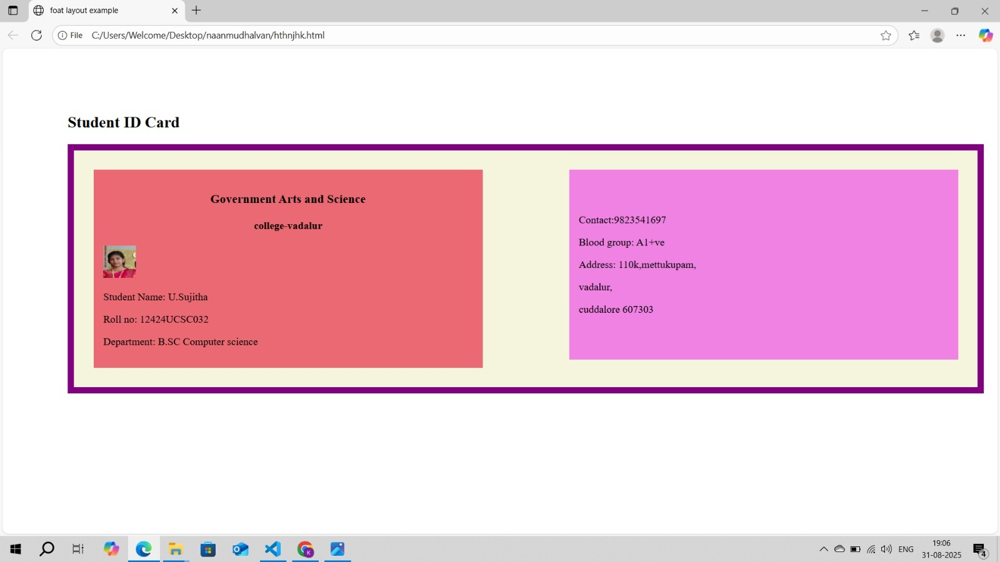 foat layout example
File C:/Users/Welcome/Desktop/naanmudhalvan/hthnjhk.html
Student ID Card
Government Arts and Science
college-vadalur
Student Name: U.Sujitha
Roll no: 12424UCSC032
Department: B.SC Computer science
Contact:9823541697
Blood group: A1+ve
Address: 110k,mettukupam,
vadalur,
cuddalore 607303
K
ENG
19:06
31-08-2025
4